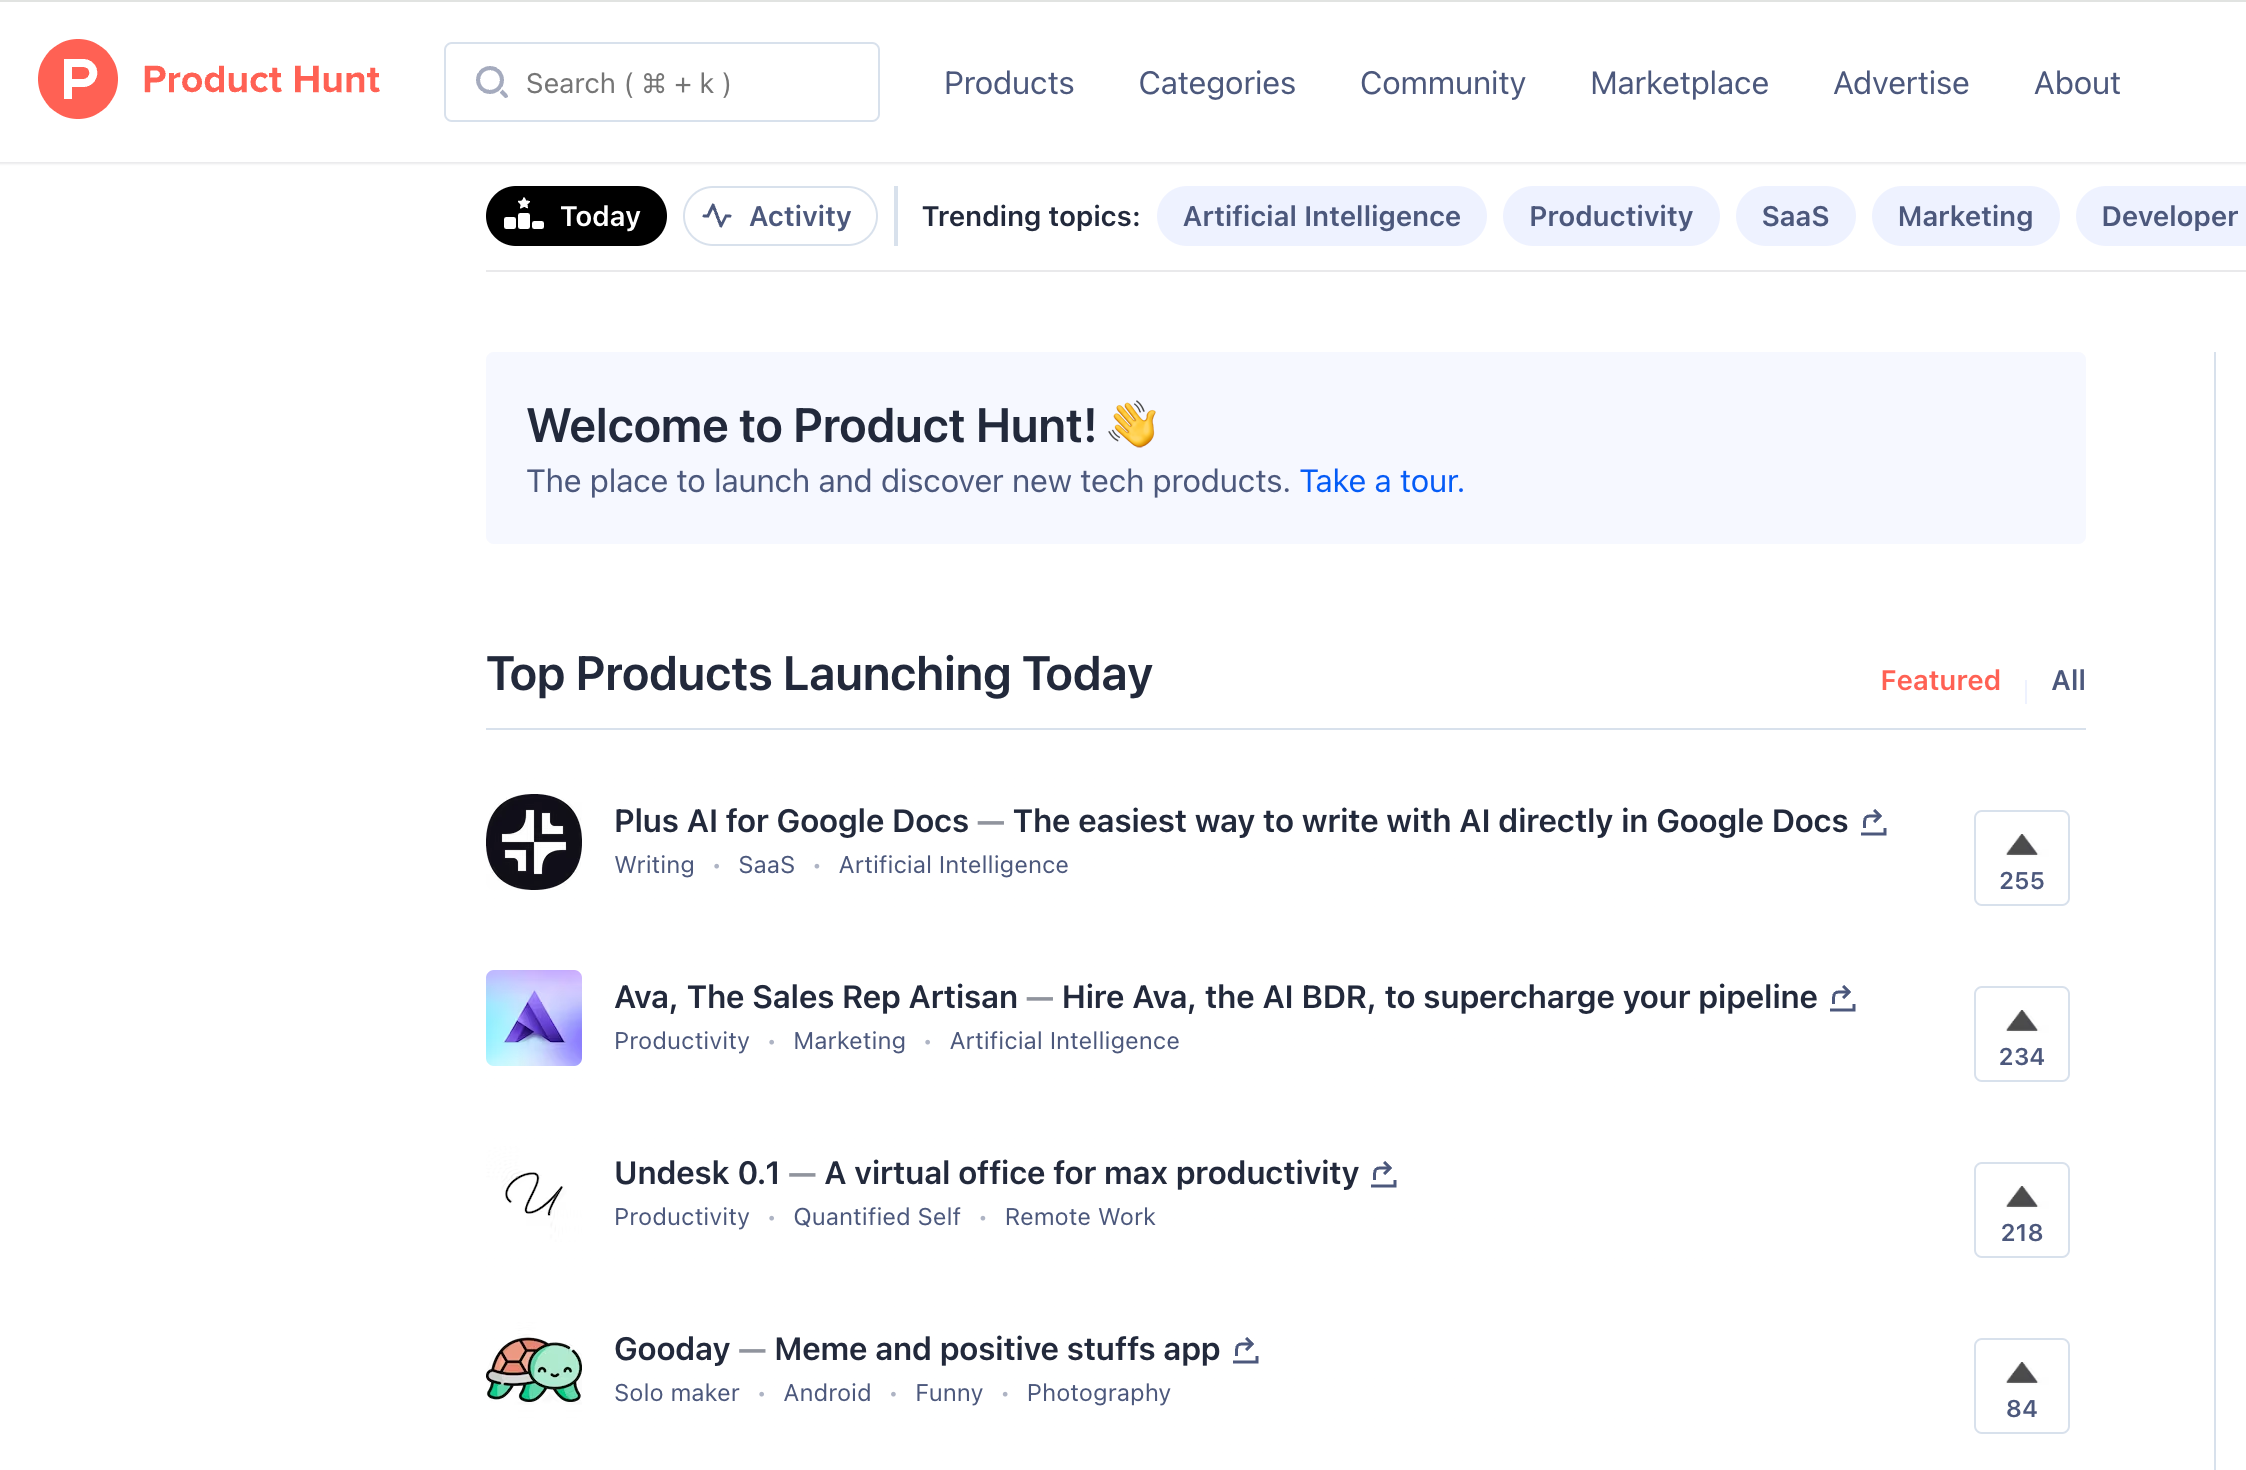 P Product Hunt
Search ( ⌘ + k )
Products Categories Community Marketplace Advertise About
Today Activity Trending topics: Artificial Intelligence Productivity SaaS Marketing Developer
Welcome to Product Hunt! 👋
The place to launch and discover new tech products. Take a tour.
Top Products Launching Today
Featured All
Plus AI for Google Docs — The easiest way to write with AI directly in Google Docs
Writing • SaaS • Artificial Intelligence
255
Ava, The Sales Rep Artisan — Hire Ava, the AI BDR, to supercharge your pipeline
Productivity • Marketing • Artificial Intelligence
234
U
Undesk 0.1 — A virtual office for max productivity
Productivity • Quantified Self • Remote Work
218
Gooday — Meme and positive stuffs app
Solo maker • Android • Funny • Photography
84